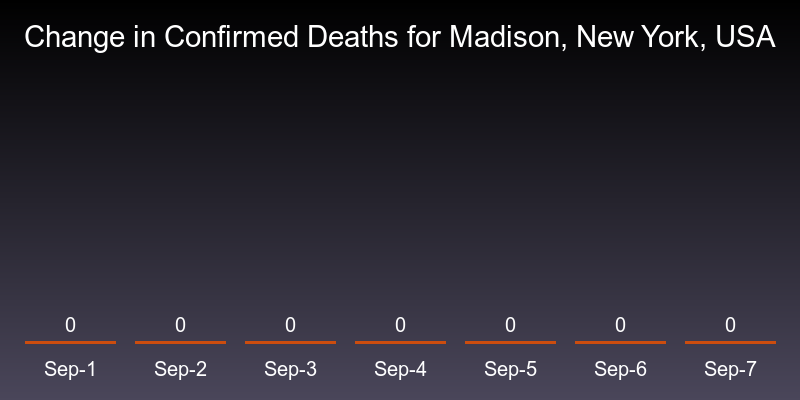 Change in Confirmed Deaths for Madison, New York, USA
0 0 0 0 0 0 0
Sep-1 Sep-2 Sep-3 Sep-4 Sep-5 Sep-6 Sep-7